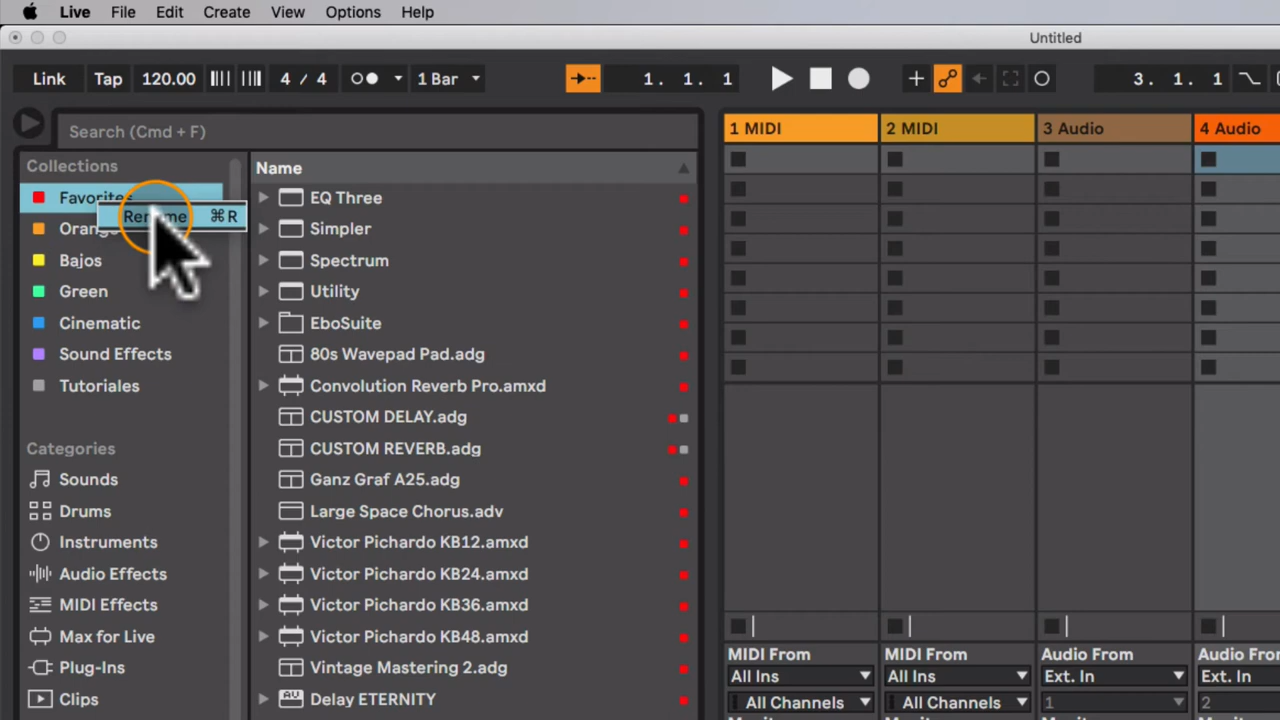 Live File Edit Create View Options Help
Untitled
Link Tap 120.00 4 / 4 1 Bar 1. 1. 1 3. 1. 1
Search (Cmd + F)
Collections
Favorites
Rename ⌘R
Orange
Bajos
Green
Cinematic
Sound Effects
Tutoriales
Categories
Sounds
Drums
Instruments
Audio Effects
MIDI Effects
Max for Live
Plug-Ins
Clips
Name
EQ Three
Simpler
Spectrum
Utility
EboSuite
80s Wavepad Pad.adg
Convolution Reverb Pro.amxd
CUSTOM DELAY.adg
CUSTOM REVERB.adg
Ganz Graf A25.adg
Large Space Chorus.adv
Victor Pichardo KB12.amxd
Victor Pichardo KB24.amxd
Victor Pichardo KB36.amxd
Victor Pichardo KB48.amxd
Vintage Mastering 2.adg
AV Delay ETERNITY
1 MIDI 2 MIDI 3 Audio 4 Audio
MIDI From MIDI From Audio From Audio Fro
All Ins All Ins Ext. In Ext. In
All Channels All Channels 1 2